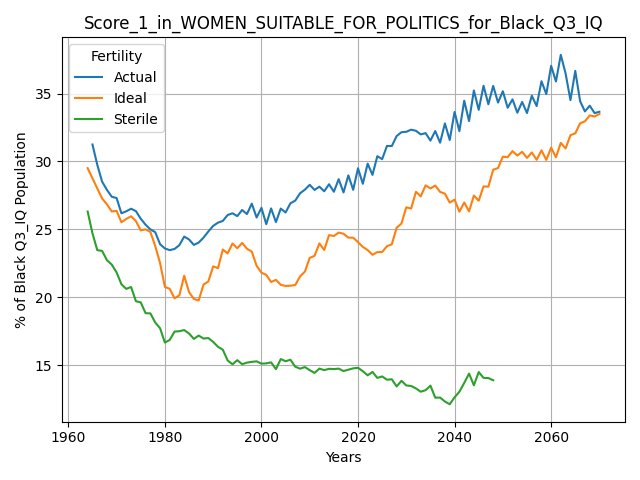 Score_1_in_WOMEN_SUITABLE_FOR_POLITICS_for_Black_Q3_IQ
Fertility
Actual
Ideal
Sterile
% of Black Q3_IQ Population
35
30
25
20
15
1960 1980 2000 2020 2040 2060
Years